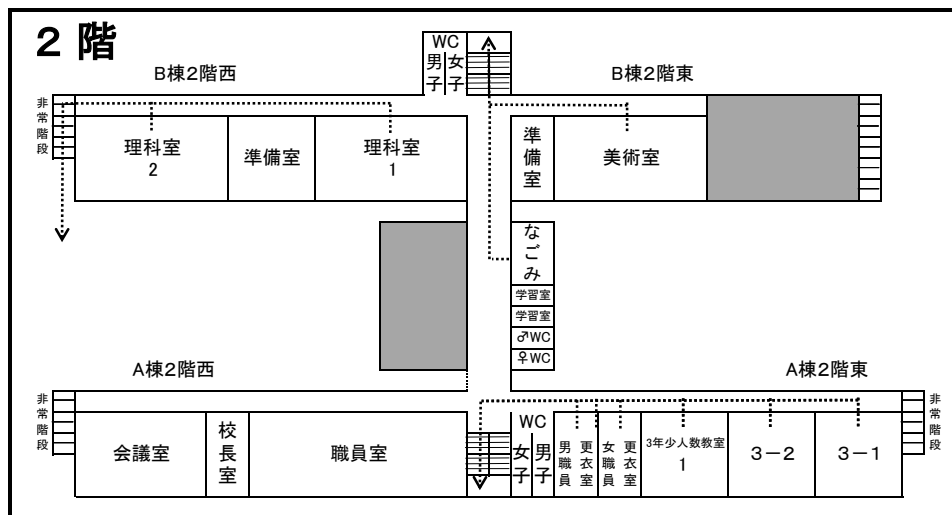 ２ 階
WC
男子
女子
B棟2階西
B棟2階東
非常階段
理科室
2
準備室
理科室
1
準備室
美術室
なごみ
学習室
学習室
♂WC
♀WC
A棟2階西
A棟2階東
非常階段
会議室
校長室
職員室
WC
女子
男子
男職員
更衣室
女職員
更衣室
3年少人数教室
1
３－２
３－１
非常階段